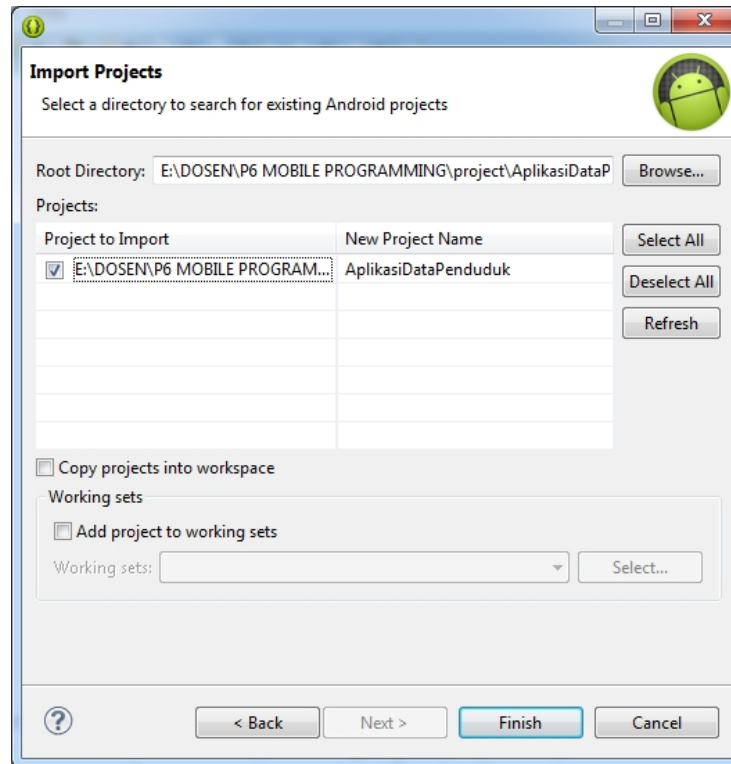 Import Projects
Select a directory to search for existing Android projects
Root Directory: E:\DOSEN\P6 MOBILE PROGRAMMING\project\AplikasiDataP Browse...
Projects:
Project to Import New Project Name Select All
E:\DOSEN\P6 MOBILE PROGRAM... AplikasiDataPenduduk Deselect All
Refresh
Copy projects into workspace
Working sets
Add project to working sets
Working sets: Select...
? < Back Next > Finish Cancel